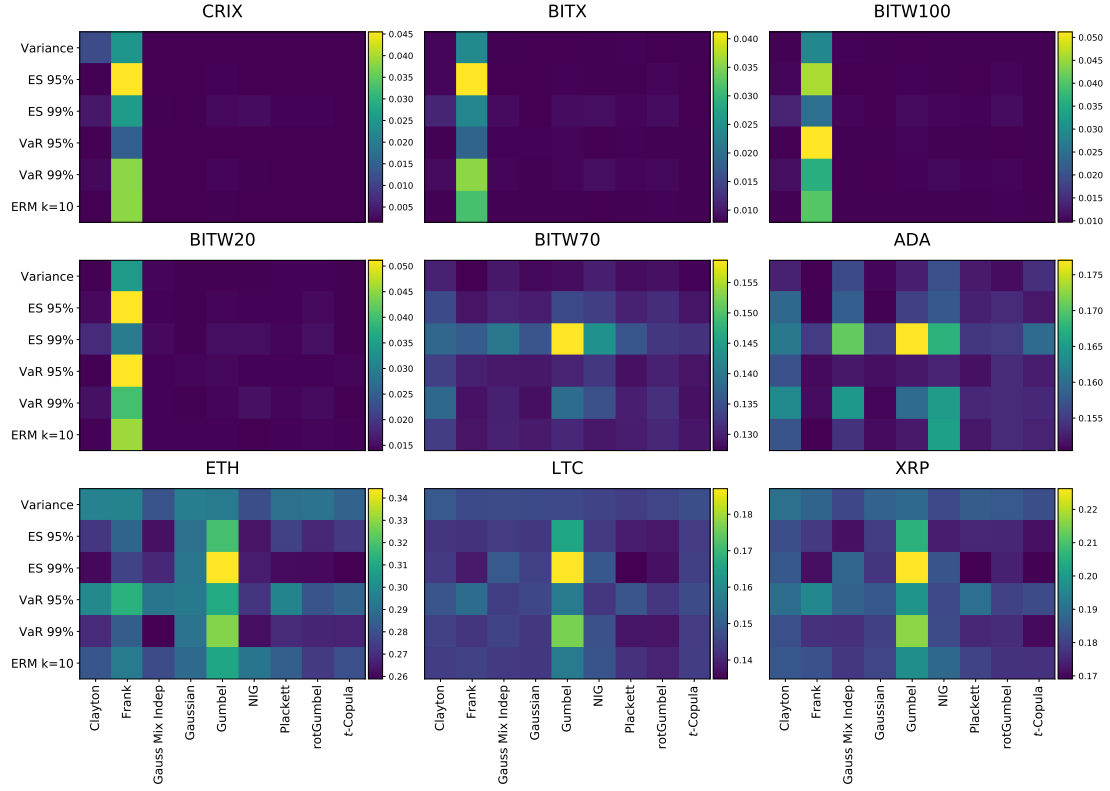 CRIX
BITX
BITW100
Variance
ES 95%
ES 99%
VaR 95%
VaR 99%
ERM k=10
0.045
0.040
0.035
0.030
0.025
0.020
0.015
0.010
0.005
0.040
0.035
0.030
0.025
0.020
0.015
0.010
0.050
0.045
0.040
0.035
0.030
0.025
0.020
0.015
0.010
BITW20
BITW70
ADA
Variance
ES 95%
ES 99%
VaR 95%
VaR 99%
ERM k=10
0.050
0.045
0.040
0.035
0.030
0.025
0.020
0.015
0.155
0.150
0.145
0.140
0.135
0.130
0.175
0.170
0.165
0.160
0.155
ETH
LTC
XRP
Variance
ES 95%
ES 99%
VaR 95%
VaR 99%
ERM k=10
0.34
0.33
0.32
0.31
0.30
0.29
0.28
0.27
0.26
0.18
0.17
0.16
0.15
0.14
0.22
0.21
0.20
0.19
0.18
0.17
Clayton
Frank
Gauss Mix Indep
Gaussian
Gumbel
NIG
Plackett
rotGumbel
t-Copula
Clayton
Frank
Gauss Mix Indep
Gaussian
Gumbel
NIG
Plackett
rotGumbel
t-Copula
Clayton
Frank
Gauss Mix Indep
Gaussian
Gumbel
NIG
Plackett
rotGumbel
t-Copula